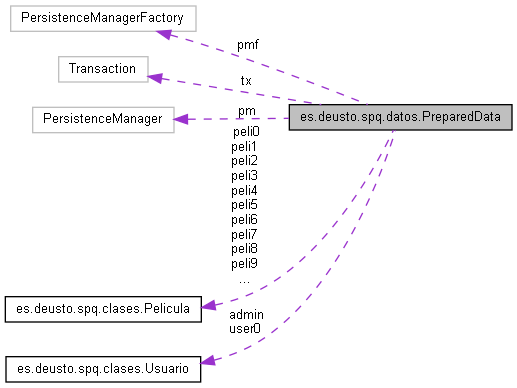 PersistenceManagerFactory
pmf
Transaction
tx
PersistenceManager
pm
es.deusto.spq.datos.PreparedData
peli0
peli1
peli2
peli3
peli4
peli5
peli6
peli7
peli8
peli9
...
es.deusto.spq.clases.Pelicula
admin
user0
es.deusto.spq.clases.Usuario